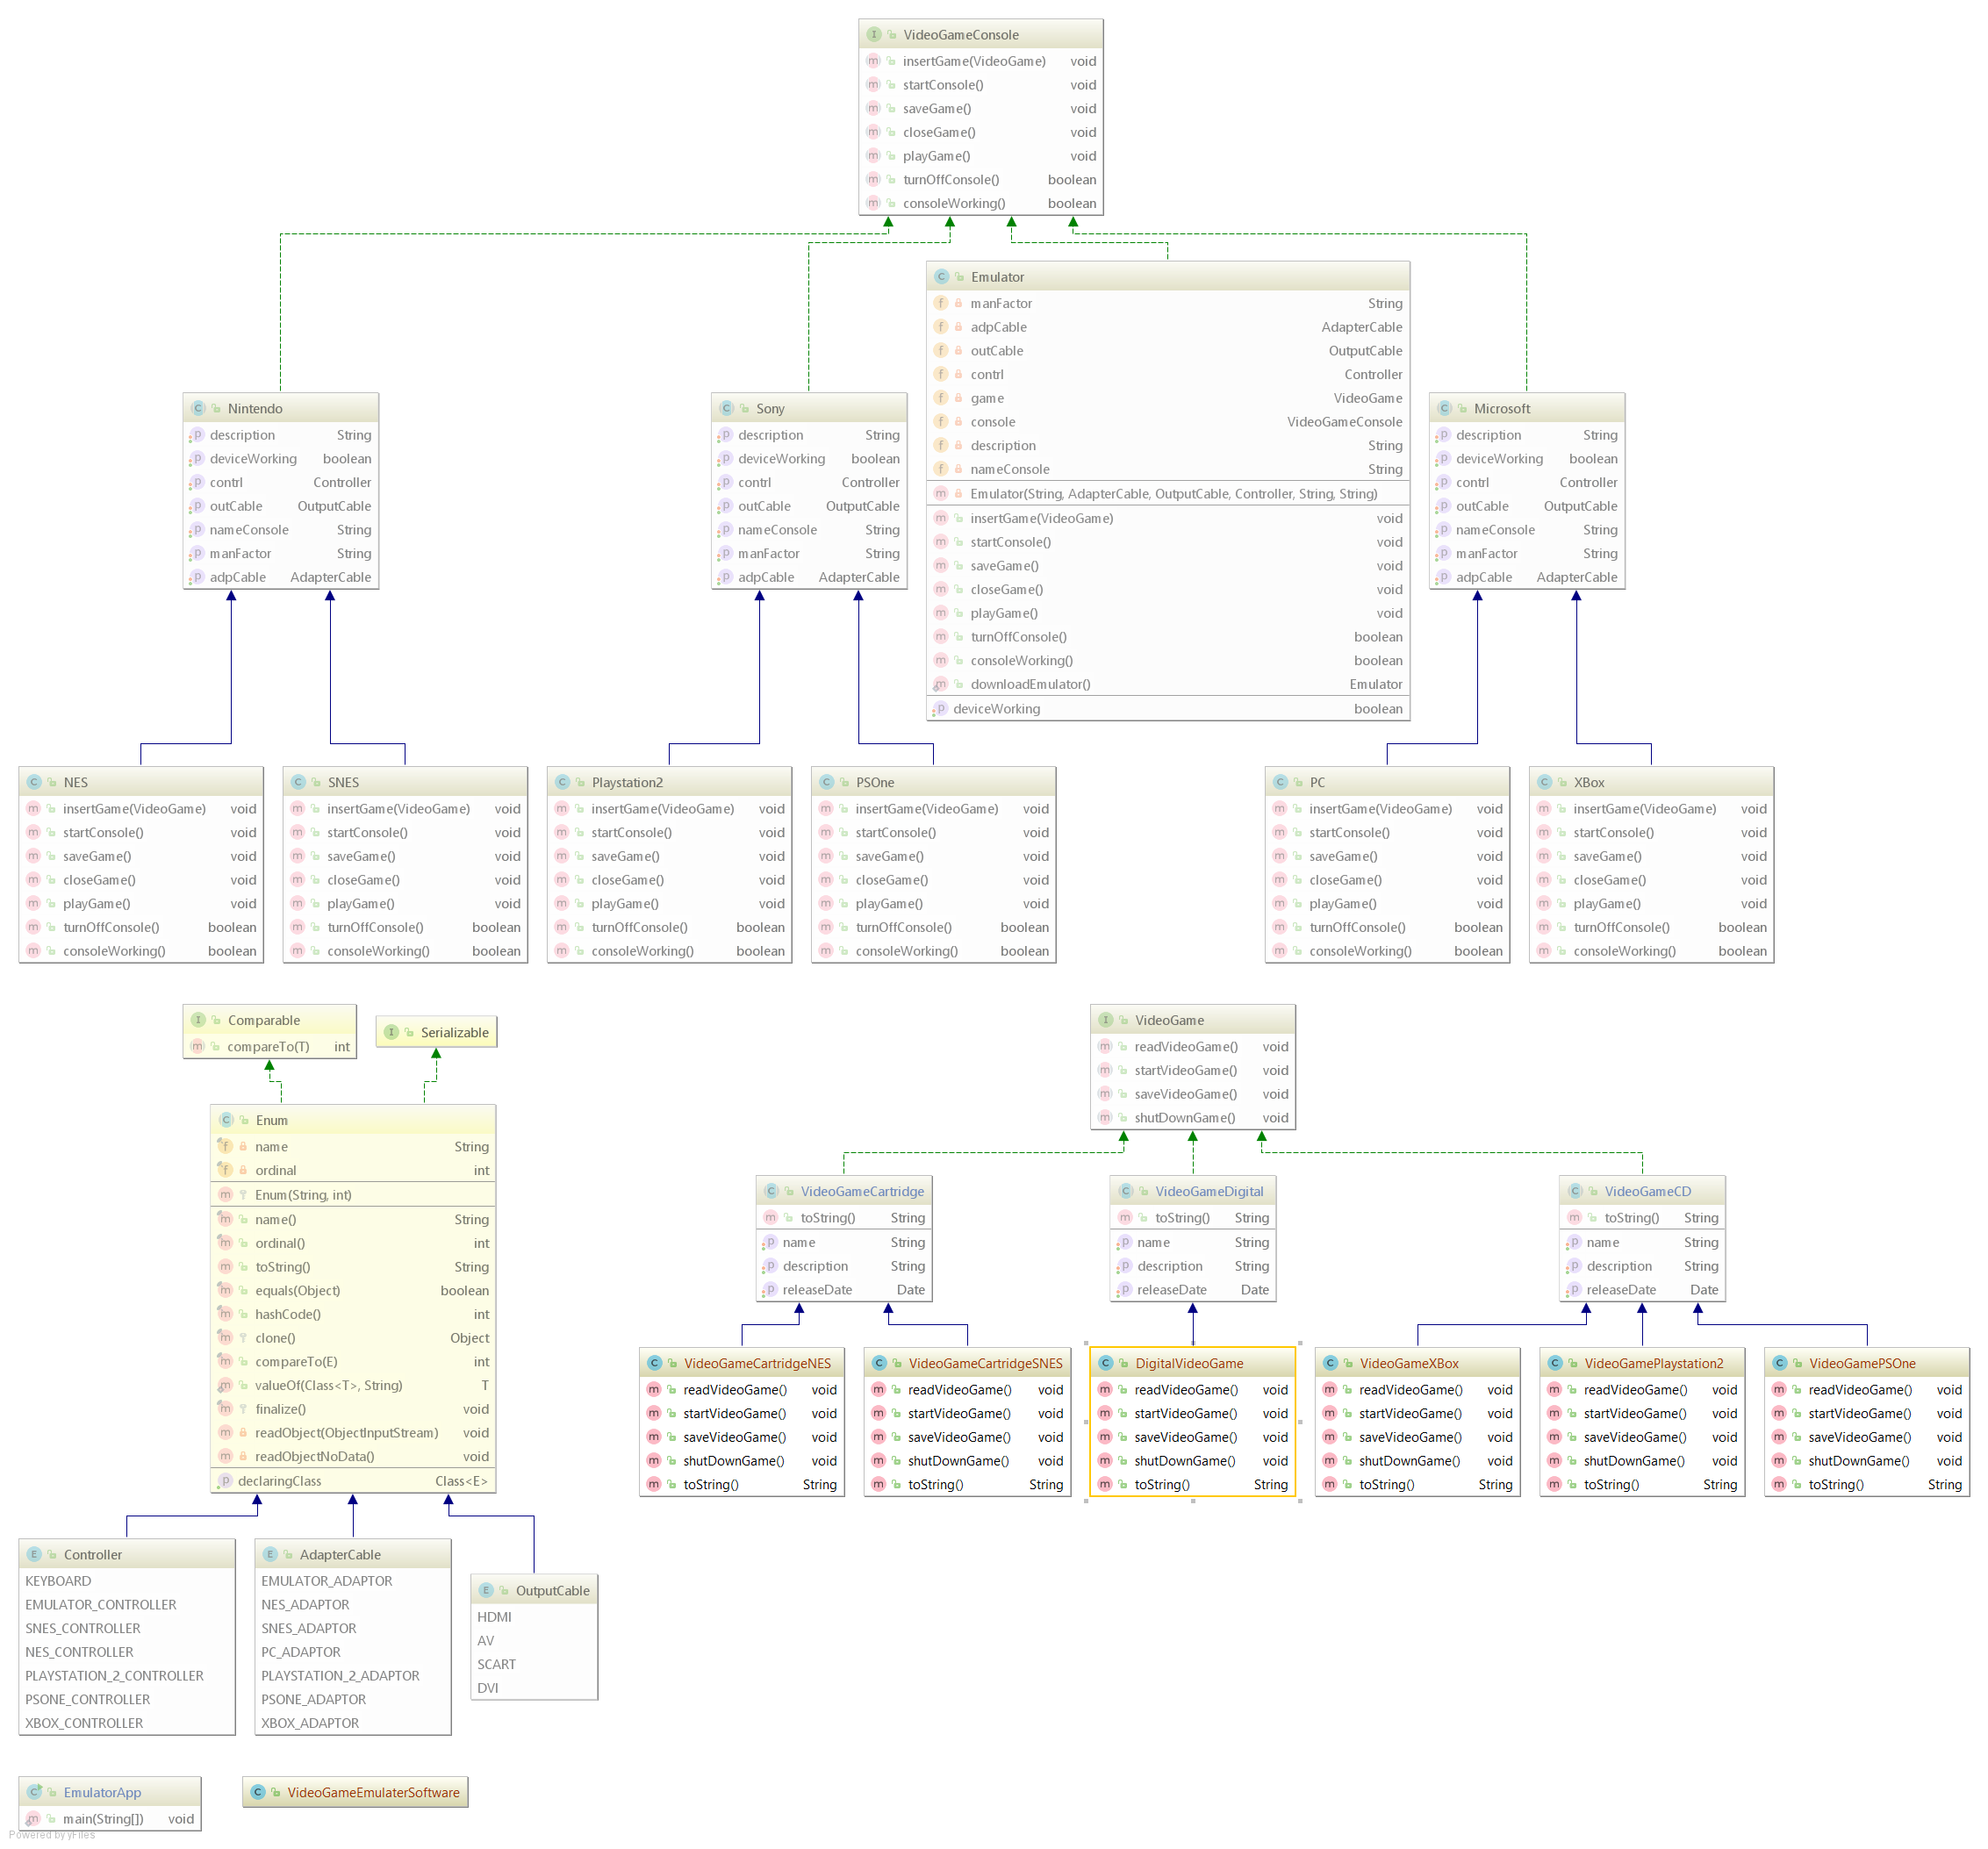 VideoGameConsole
insertGame(VideoGame) void
startConsole() void
saveGame() void
closeGame() void
playGame() void
turnOffConsole() boolean
consoleWorking() boolean
Emulator
manFactor String
adpCable AdapterCable
outCable OutputCable
contrl Controller
game VideoGame
console VideoGameConsole
description String
nameConsole String
Emulator(String, AdapterCable, OutputCable, Controller, String, String)
insertGame(VideoGame) void
startConsole() void
saveGame() void
closeGame() void
playGame() void
turnOffConsole() boolean
consoleWorking() boolean
downloadEmulator() Emulator
deviceWorking boolean
Nintendo
description String
deviceWorking boolean
contrl Controller
outCable OutputCable
nameConsole String
manFactor String
adpCable AdapterCable
Sony
description String
deviceWorking boolean
contrl Controller
outCable OutputCable
nameConsole String
manFactor String
adpCable AdapterCable
Microsoft
description String
deviceWorking boolean
contrl Controller
outCable OutputCable
nameConsole String
manFactor String
adpCable AdapterCable
NES
insertGame(VideoGame) void
startConsole() void
saveGame() void
closeGame() void
playGame() void
turnOffConsole() boolean
consoleWorking() boolean
SNES
insertGame(VideoGame) void
startConsole() void
saveGame() void
closeGame() void
playGame() void
turnOffConsole() boolean
consoleWorking() boolean
Playstation2
insertGame(VideoGame) void
startConsole() void
saveGame() void
closeGame() void
playGame() void
turnOffConsole() boolean
consoleWorking() boolean
PSOne
insertGame(VideoGame) void
startConsole() void
saveGame() void
closeGame() void
playGame() void
turnOffConsole() boolean
consoleWorking() boolean
PC
insertGame(VideoGame) void
startConsole() void
saveGame() void
closeGame() void
playGame() void
turnOffConsole() boolean
consoleWorking() boolean
XBox
insertGame(VideoGame) void
startConsole() void
saveGame() void
closeGame() void
playGame() void
turnOffConsole() boolean
consoleWorking() boolean
Comparable
compareTo(T) int
Serializable
Enum
name String
ordinal int
Enum(String, int)
name() String
ordinal() int
toString() String
equals(Object) boolean
hashCode() int
clone() Object
compareTo(E) int
valueOf(Class<T>, String) T
finalize() void
readObject(ObjectInputStream) void
readObjectNoData() void
declaringClass Class<E>
VideoGame
readVideoGame() void
startVideoGame() void
saveVideoGame() void
shutDownGame() void
VideoGameCartridge
toString() String
name String
description String
releaseDate Date
VideoGameDigital
toString() String
name String
description String
releaseDate Date
VideoGameCD
toString() String
name String
description String
releaseDate Date
VideoGameCartridgeNES
readVideoGame() void
startVideoGame() void
saveVideoGame() void
shutDownGame() void
toString() String
VideoGameCartridgeSNES
readVideoGame() void
startVideoGame() void
saveVideoGame() void
shutDownGame() void
toString() String
DigitalVideoGame
readVideoGame() void
startVideoGame() void
saveVideoGame() void
shutDownGame() void
toString() String
VideoGameXBox
readVideoGame() void
startVideoGame() void
saveVideoGame() void
shutDownGame() void
toString() String
VideoGamePlaystation2
readVideoGame() void
startVideoGame() void
saveVideoGame() void
shutDownGame() void
toString() String
VideoGamePSOne
readVideoGame() void
startVideoGame() void
saveVideoGame() void
shutDownGame() void
toString() String
Controller
KEYBOARD
EMULATOR_CONTROLLER
SNES_CONTROLLER
NES_CONTROLLER
PLAYSTATION_2_CONTROLLER
PSONE_CONTROLLER
XBOX_CONTROLLER
AdapterCable
EMULATOR_ADAPTOR
NES_ADAPTOR
SNES_ADAPTOR
PC_ADAPTOR
PLAYSTATION_2_ADAPTOR
PSONE_ADAPTOR
XBOX_ADAPTOR
OutputCable
HDMI
AV
SCART
DVI
EmulatorApp
main(String[]) void
VideoGameEmulaterSoftware
Powered by yFiles